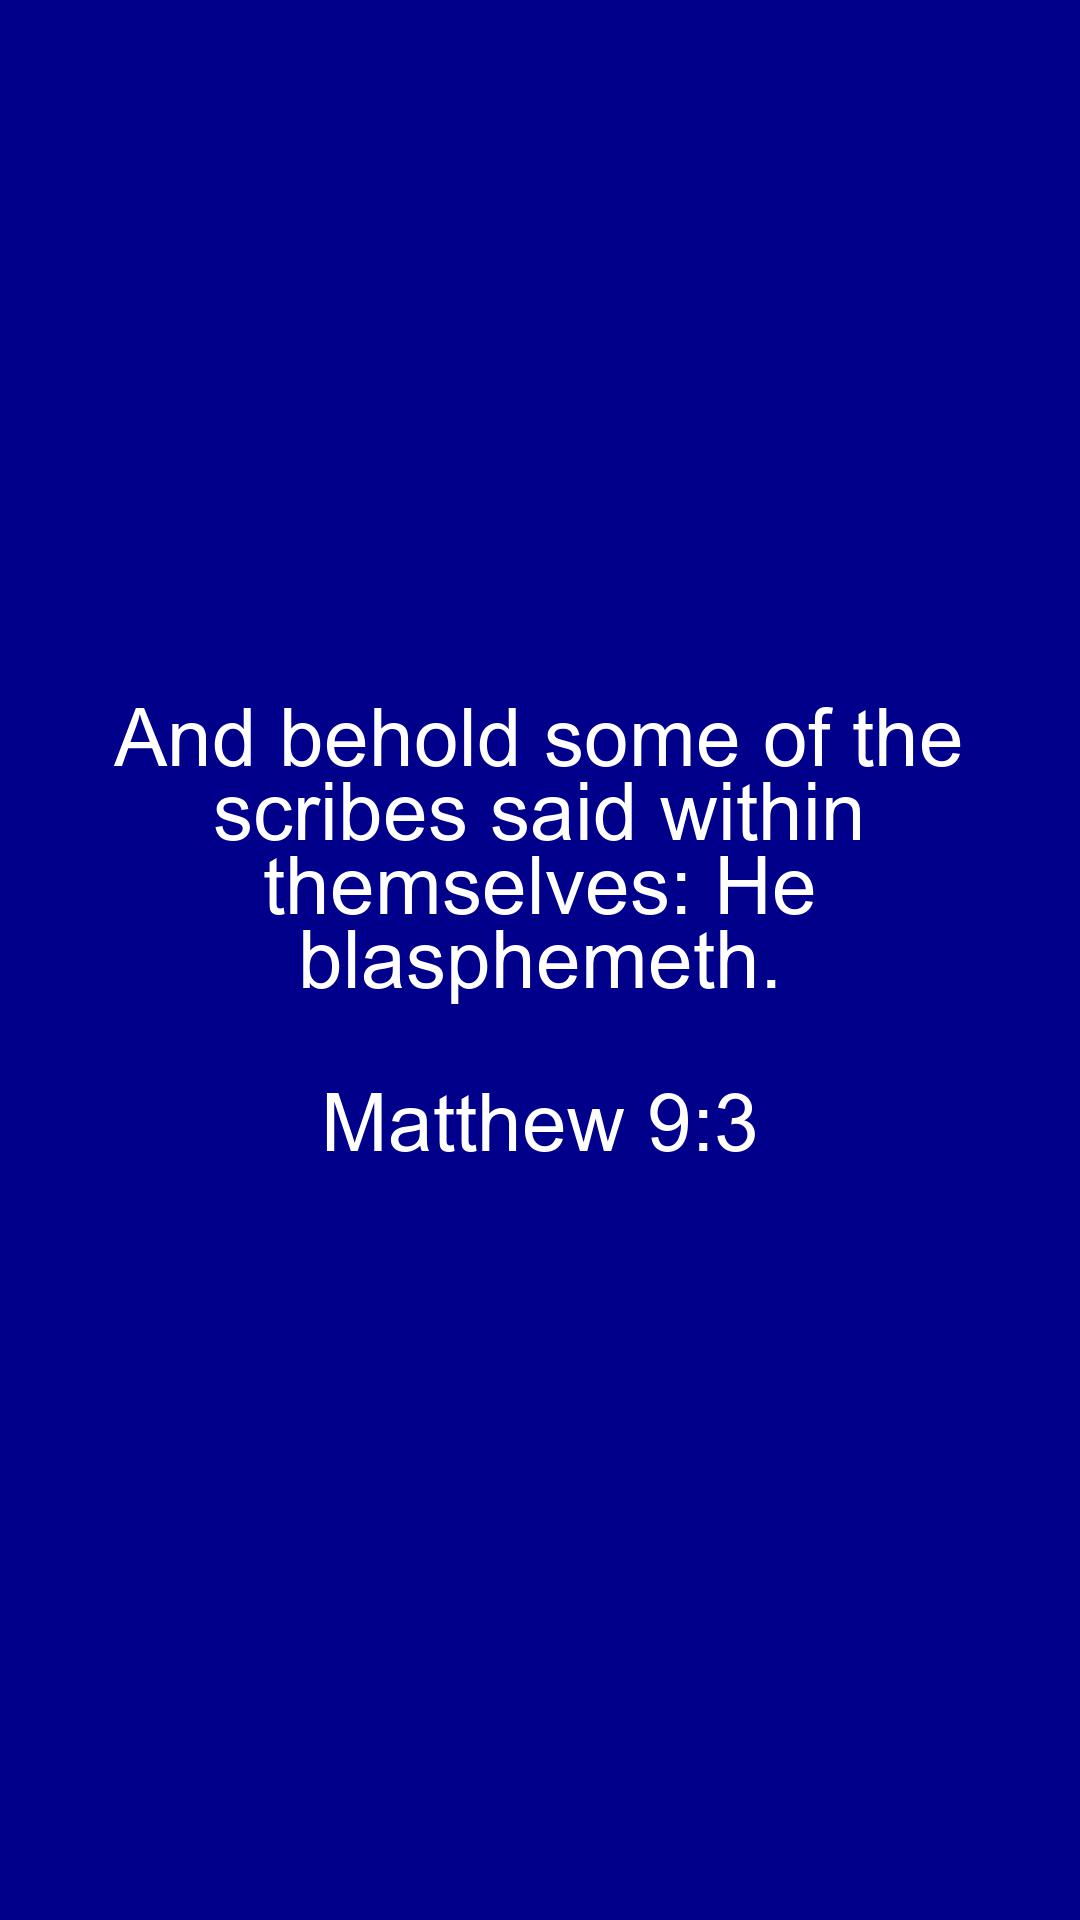 And behold some of the
scribes said within
themselves: He
blasphemeth.
Matthew 9:3